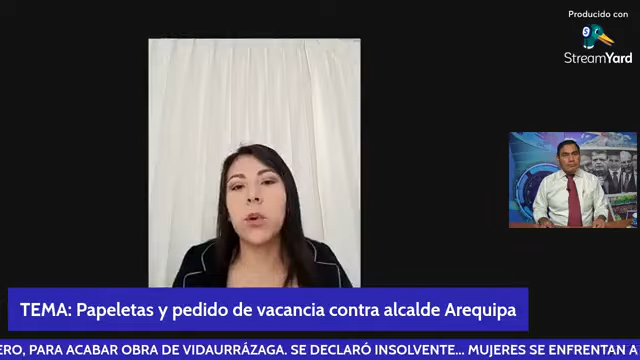 Producido con
StreamYard
TEMA: Papeletas y pedido de vacancia contra alcalde Arequipa
ERO, PARA ACABAR OBRA DE VIDAURRÁZAGA. SE DECLARÓ INSOLVENTE... MUJERES SE ENFRENTAN A